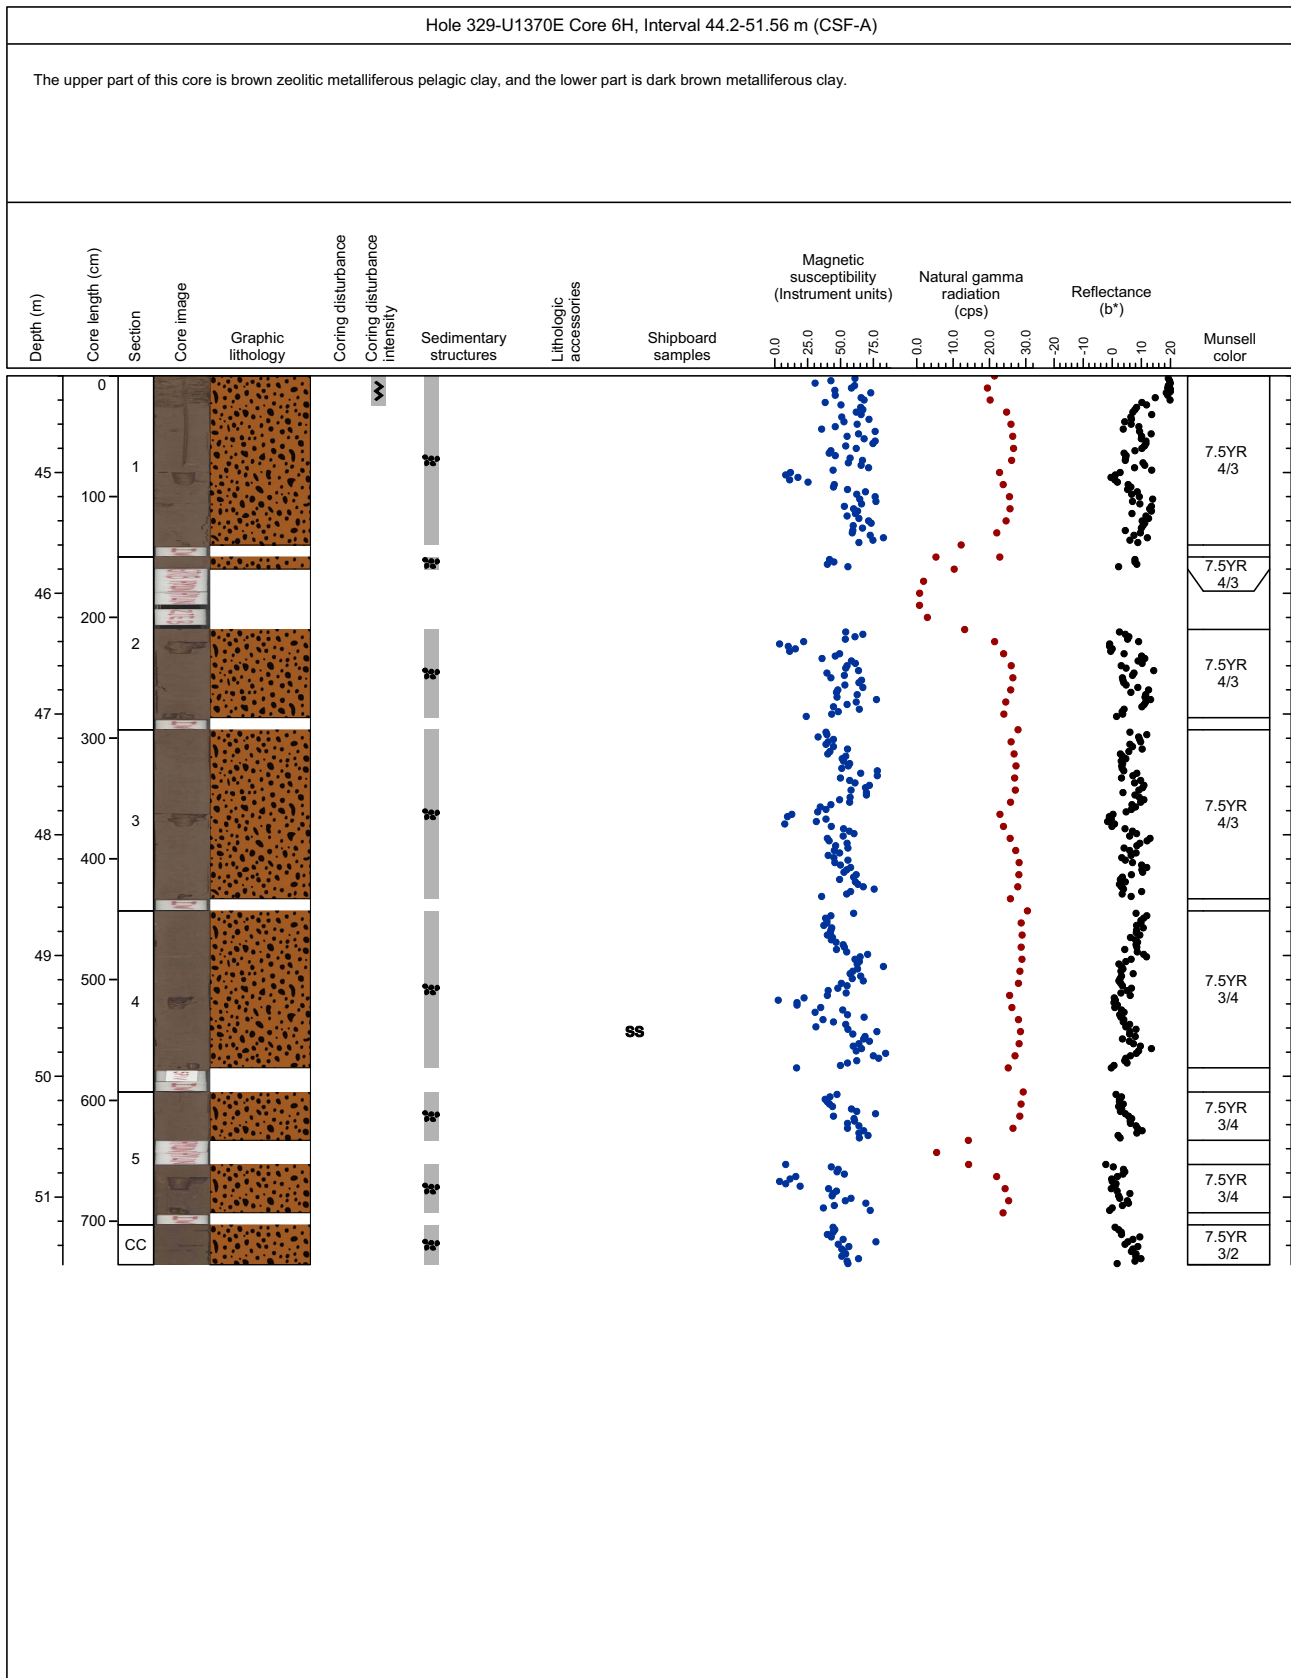 Hole 329-U1370E Core 6H, Interval 44.2-51.56 m (CSF-A)
The upper part of this core is brown zeolitic metalliferous pelagic clay, and the lower part is dark brown metalliferous clay.
Depth (m)
Core length (cm)
Section
Core image
Graphic
lithology
Coring disturbance
Coring disturbance
intensity
Sedimentary
structures
Lithologic
accessories
Shipboard
samples
Magnetic
susceptibility
(Instrument units)
0.0 25.0 50.0 75.0
Natural gamma
radiation
(cps)
0.0 10.0 20.0 30.0
Reflectance
(b*)
-20 -10 0 10 20
Munsell
color
0
1
7.5YR
4/3
45
100
7.5YR
4/3
46
200
2
7.5YR
4/3
47
300
3
7.5YR
4/3
48
400
49
500
4
7.5YR
3/4
ss
50
600
7.5YR
3/4
5
7.5YR
3/4
51
700
CC
7.5YR
3/2